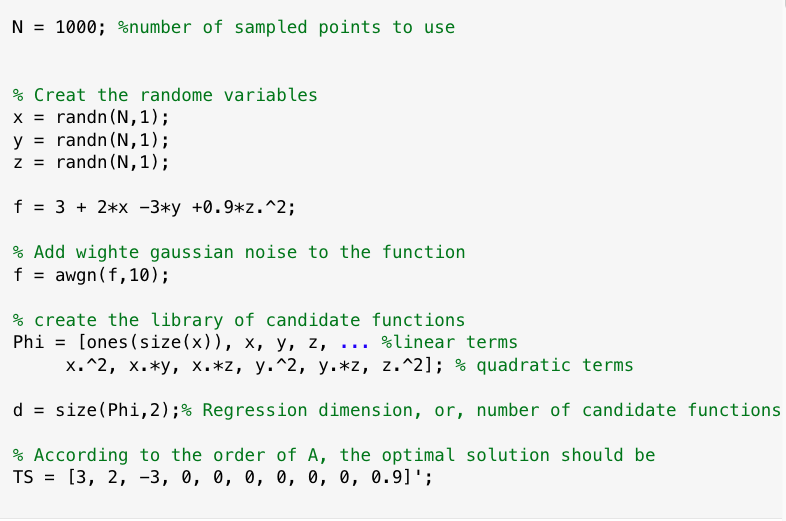 N = 1000; %number of sampled points to use
% Creat the randome variables
x = randn(N,1);
y = randn(N,1);
z = randn(N,1);
f = 3 + 2*x -3*y +0.9*z.^2;
% Add wighte gaussian noise to the function
f = awgn(f,10);
% create the library of candidate functions
Phi = [ones(size(x)), x, y, z, ... %linear terms
x.^2, x.*y, x.*z, y.^2, y.*z, z.^2]; % quadratic terms
d = size(Phi,2);% Regression dimension, or, number of candidate functions
% According to the order of A, the optimal solution should be
TS = [3, 2, -3, 0, 0, 0, 0, 0, 0, 0.9]';